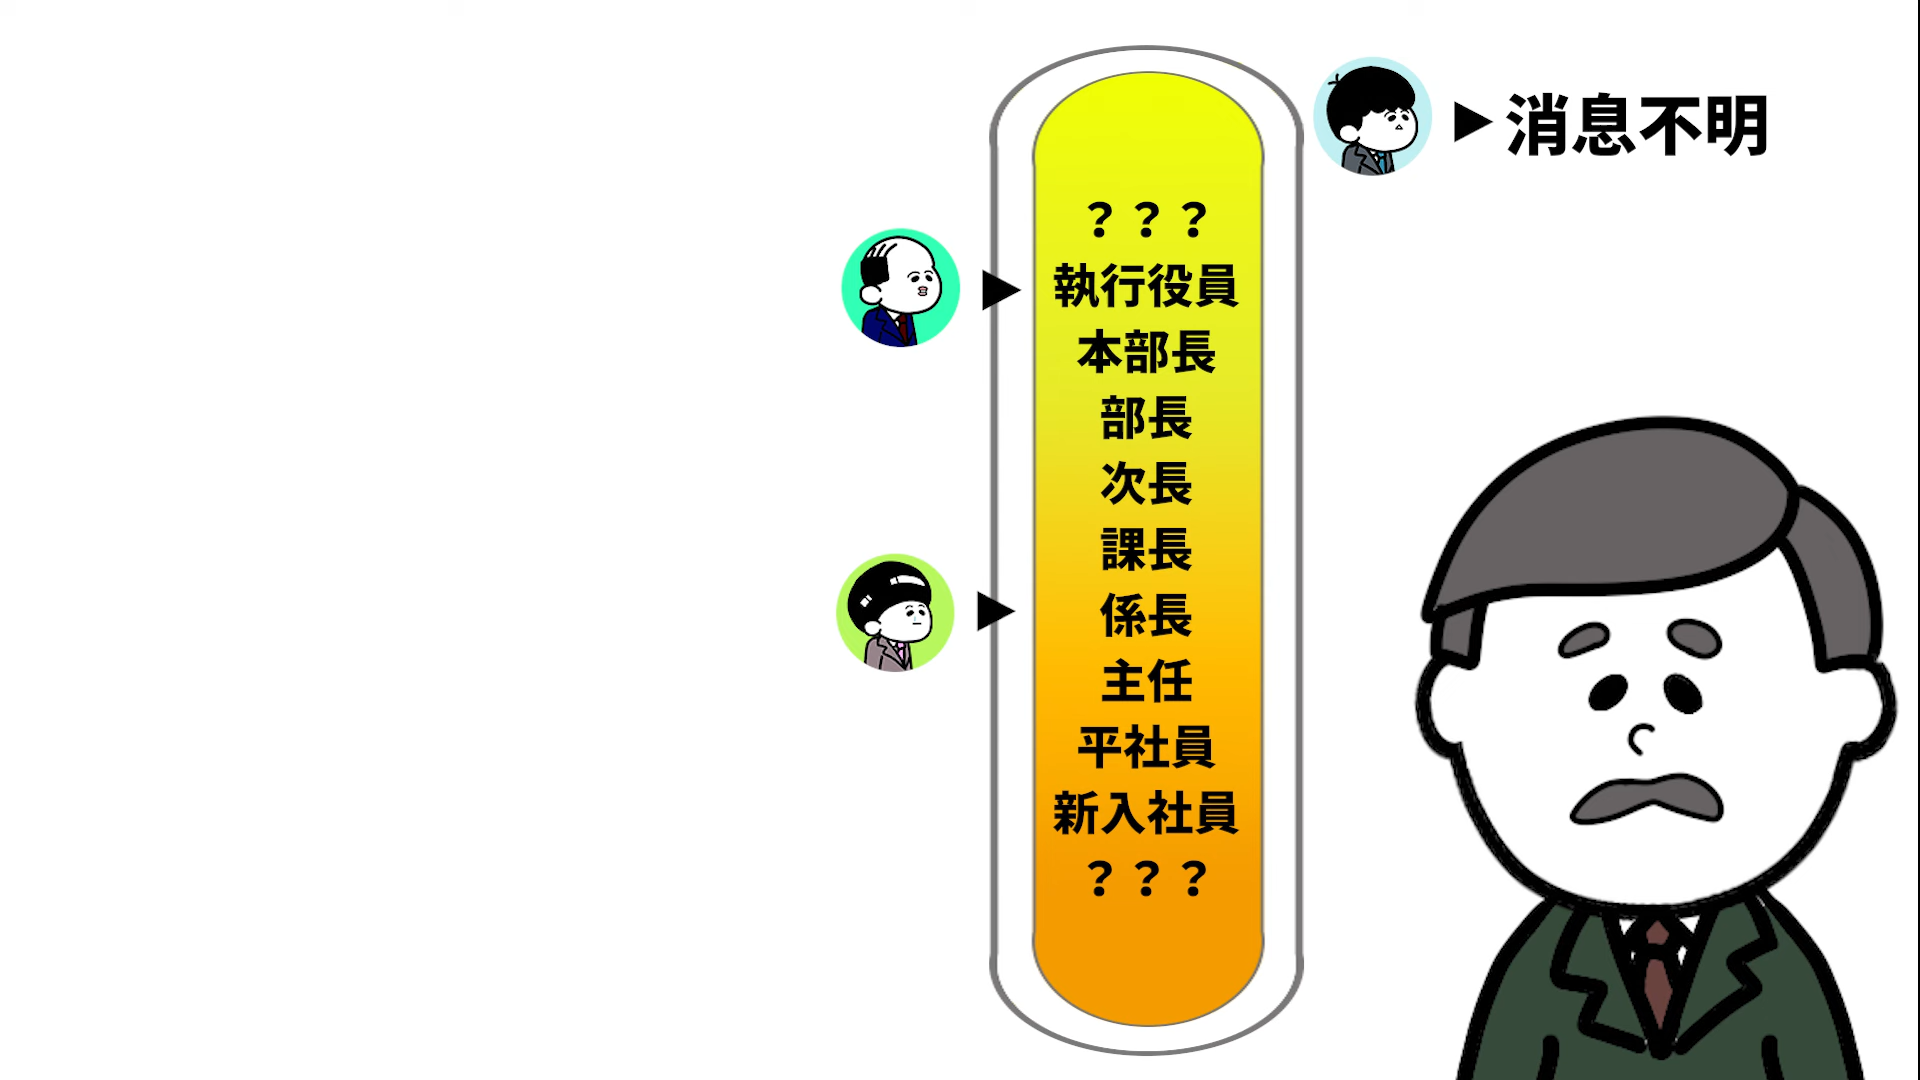 消息不明
？？？
執行役員
本部長
部長
次長
課長
係長
主任
平社員
新入社員
？？？